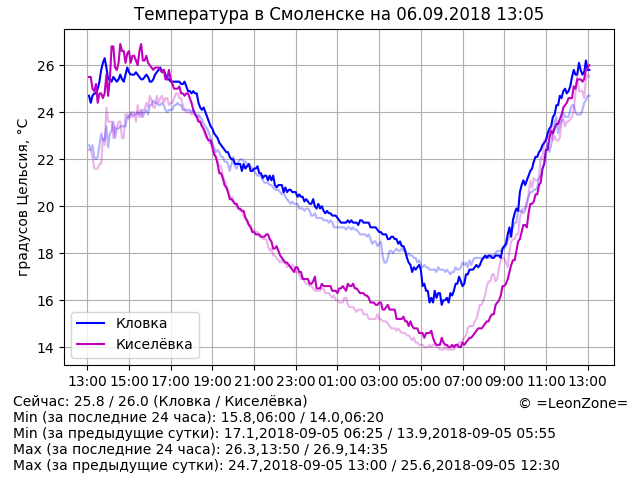 Температура в Смоленске на 06.09.2018 13:05
градусов Цельсия, °C
26
24
22
20
18
16
14
Кловка
Киселёвка
13:00 15:00 17:00 19:00 21:00 23:00 01:00 03:00 05:00 07:00 09:00 11:00 13:00
Сейчас: 25.8 / 26.0 (Кловка / Киселёвка)
© =LeonZone=
Min (за последние 24 часа): 15.8,06:00 / 14.0,06:20
Min (за предыдущие сутки): 17.1,2018-09-05 06:25 / 13.9,2018-09-05 05:55
Max (за последние 24 часа): 26.3,13:50 / 26.9,14:35
Max (за предыдущие сутки): 24.7,2018-09-05 13:00 / 25.6,2018-09-05 12:30